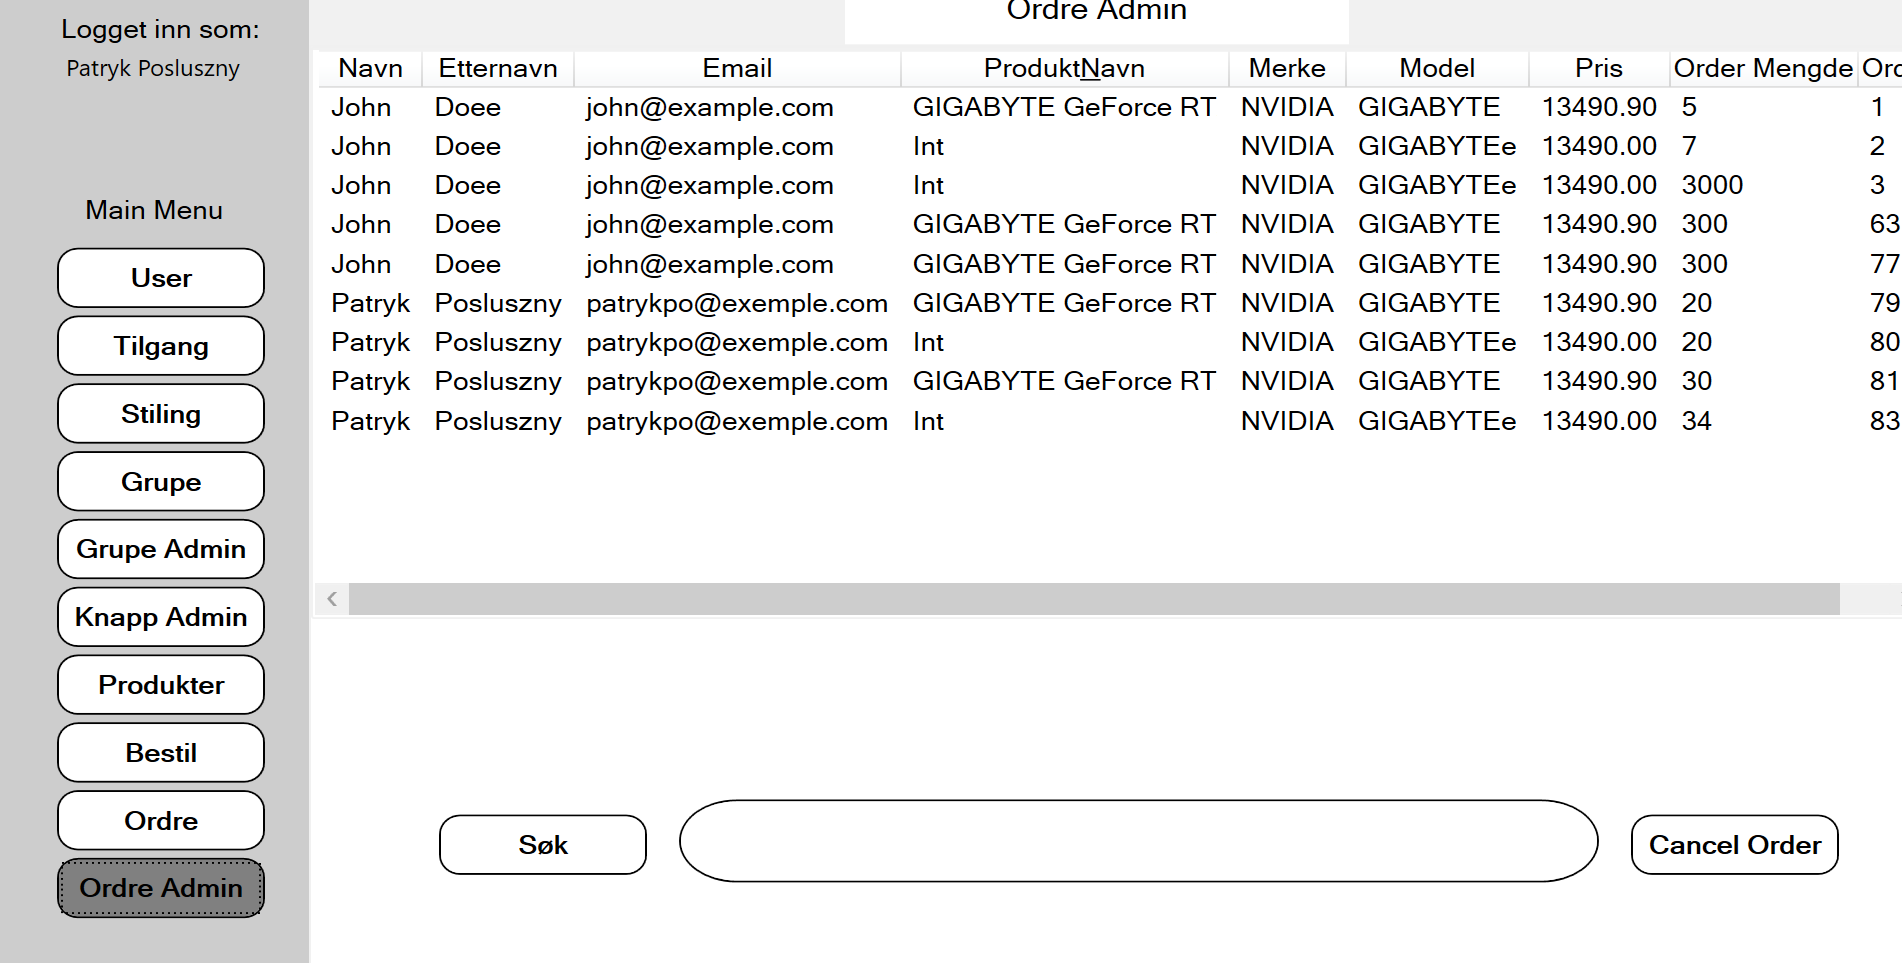 Logget inn som:
Patryk Posluszny
Main Menu
User
Tilgang
Stiling
Grupe
Grupe Admin
Knapp Admin
Produkter
Bestil
Ordre
Ordre Admin
Ordre Admin
Navn Etternavn Email ProduktNavn Merke Model Pris Order Mengde
John Doee john@example.com GIGABYTE GeForce RT NVIDIA GIGABYTE 13490.90 5 1
John Doee john@example.com Int NVIDIA GIGABYTEe 13490.00 7 2
John Doee john@example.com Int NVIDIA GIGABYTEe 13490.00 3000 3
John Doee john@example.com GIGABYTE GeForce RT NVIDIA GIGABYTE 13490.90 300 63
John Doee john@example.com GIGABYTE GeForce RT NVIDIA GIGABYTE 13490.90 300 77
Patryk Posluszny patrykpo@exemple.com GIGABYTE GeForce RT NVIDIA GIGABYTE 13490.90 20 79
Patryk Posluszny patrykpo@exemple.com Int NVIDIA GIGABYTEe 13490.00 20 80
Patryk Posluszny patrykpo@exemple.com GIGABYTE GeForce RT NVIDIA GIGABYTE 13490.90 30 81
Patryk Posluszny patrykpo@exemple.com Int NVIDIA GIGABYTEe 13490.00 34 83
Søk
Cancel Order